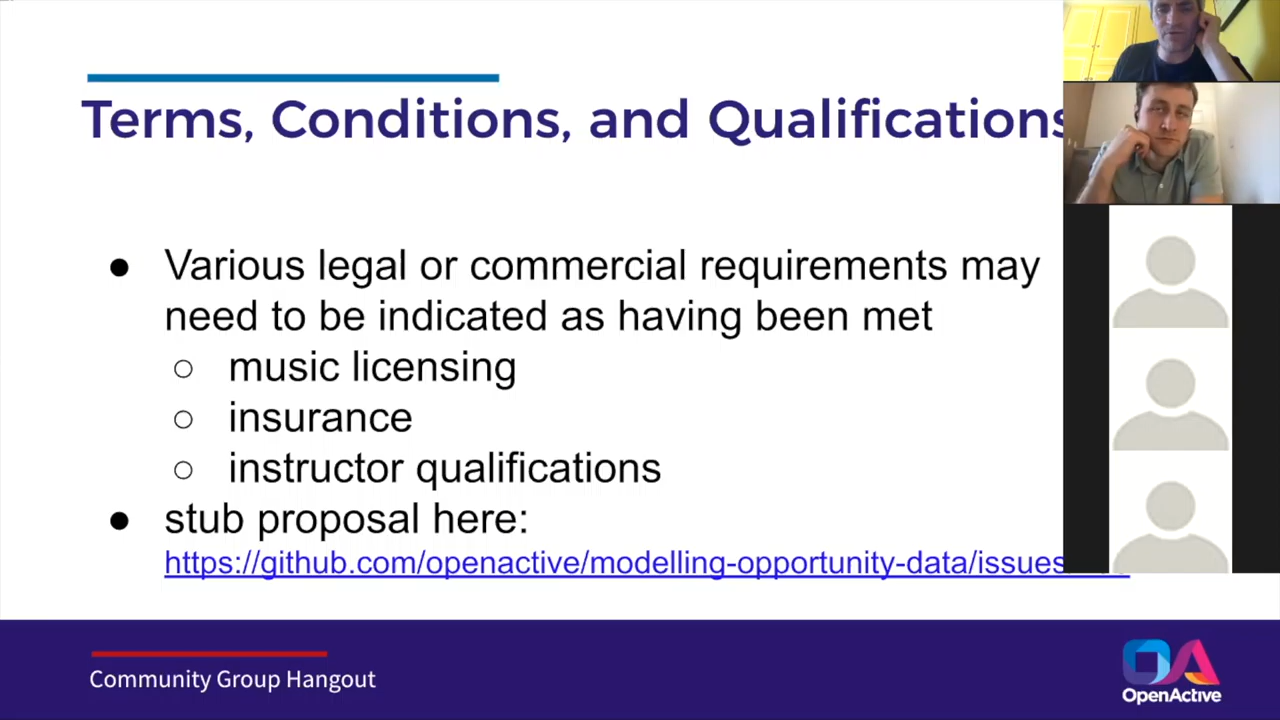 Terms, Conditions, and Qualifications
● Various legal or commercial requirements may
need to be indicated as having been met
○ music licensing
○ insurance
○ instructor qualifications
● stub proposal here:
https://github.com/openactive/modelling-opportunity-data/issues
Community Group Hangout
OpenActive